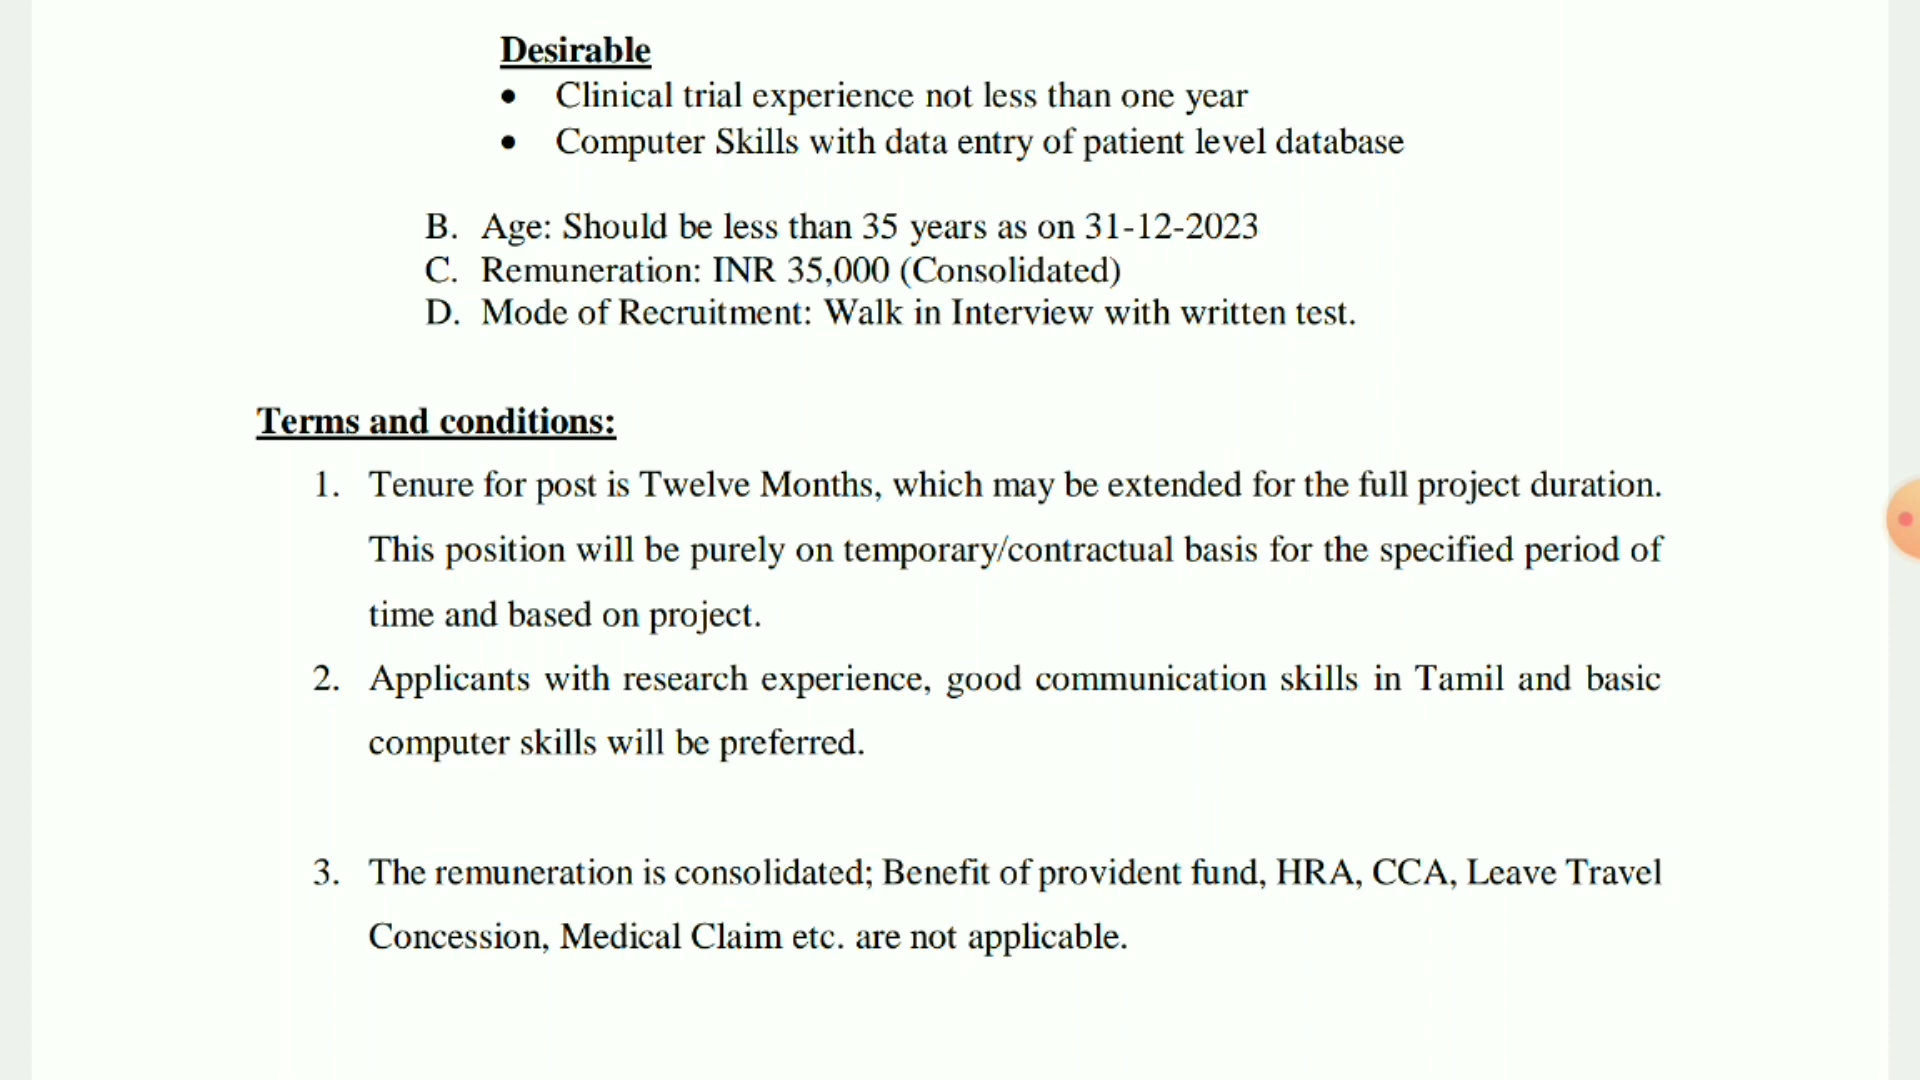 Desirable
• Clinical trial experience not less than one year
• Computer Skills with data entry of patient level database
B. Age: Should be less than 35 years as on 31-12-2023
C. Remuneration: INR 35,000 (Consolidated)
D. Mode of Recruitment: Walk in Interview with written test.
Terms and conditions:
1. Tenure for post is Twelve Months, which may be extended for the full project duration.
This position will be purely on temporary/contractual basis for the specified period of
time and based on project.
2. Applicants with research experience, good communication skills in Tamil and basic
computer skills will be preferred.
3. The remuneration is consolidated; Benefit of provident fund, HRA, CCA, Leave Travel
Concession, Medical Claim etc. are not applicable.